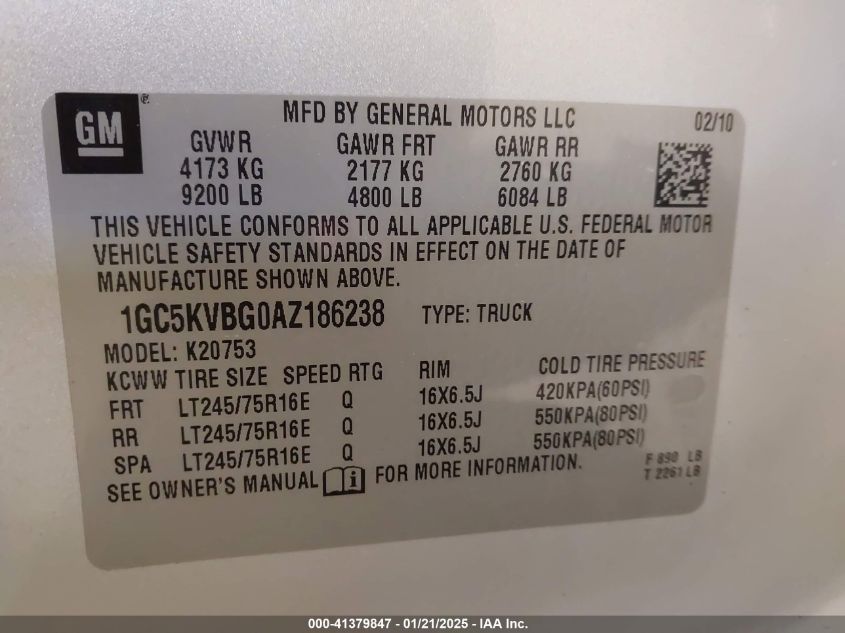 GM ®
MFD BY GENERAL MOTORS LLC 02/10
GVWR GAWR FRT GAWR RR
4173 KG 2177 KG 2760 KG
9200 LB 4800 LB 6084 LB
THIS VEHICLE CONFORMS TO ALL APPLICABLE U.S. FEDERAL MOTOR
VEHICLE SAFETY STANDARDS IN EFFECT ON THE DATE OF
MANUFACTURE SHOWN ABOVE.
1GC5KVBG0AZ186238 TYPE: TRUCK
MODEL: K20753
KCWW TIRE SIZE SPEED RTG RIM COLD TIRE PRESSURE
FRT LT245/75R16E Q 16X6.5J 420KPA(60PSI)
RR LT245/75R16E Q 16X6.5J 550KPA(80PSI)
SPA LT245/75R16E Q 16X6.5J 550KPA(80PSI)
SEE OWNER'S MANUAL i FOR MORE INFORMATION.
F 890 LB
T 2261 LB
000-41379847 - 01/21/2025 - IAA Inc.